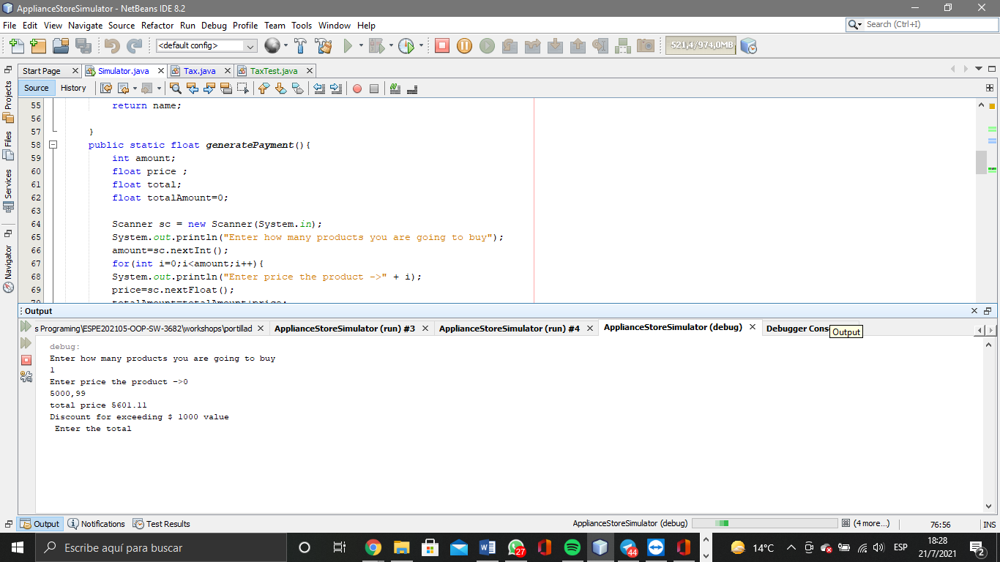 ApplianceStoreSimulator - NetBeans IDE 8.2
File Edit View Navigate Source Refactor Run Debug Profile Team Tools Window Help
Search (Ctrl+I)
<default config>
521,4/974,0MB
Start Page
Simulator.java
Tax.java
TaxTest.java
Source History
Projects
Files
Services
Navigator
55 return name;
56
57 }
58 public static float generatePayment(){
59 int amount;
60 float price ;
61 float total;
62 float totalAmount=0;
63
64 Scanner sc = new Scanner(System.in);
65 System.out.println("Enter how many products you are going to buy");
66 amount=sc.nextInt();
67 for(int i=0;i<amount;i++){
68 System.out.println("Enter price the product ->" + i);
69 price=sc.nextFloat();
70 totalAmount=totalAmount+price;
Output
s Programing\ESPE202105-OOP-SW-3682\workshops\portillad
ApplianceStoreSimulator (run) #3
ApplianceStoreSimulator (run) #4
ApplianceStoreSimulator (debug)
Debugger Cons
Output
debug:
Enter how many products you are going to buy
1
Enter price the product ->0
5000,99
total price 5601.11
Discount for exceeding $ 1000 value
Enter the total
Output
Notifications
Test Results
ApplianceStoreSimulator (debug)
(4 more...)
76:56
INS
Escribe aquí para buscar
27
44
14°C
ESP
18:28
21/7/2021
2